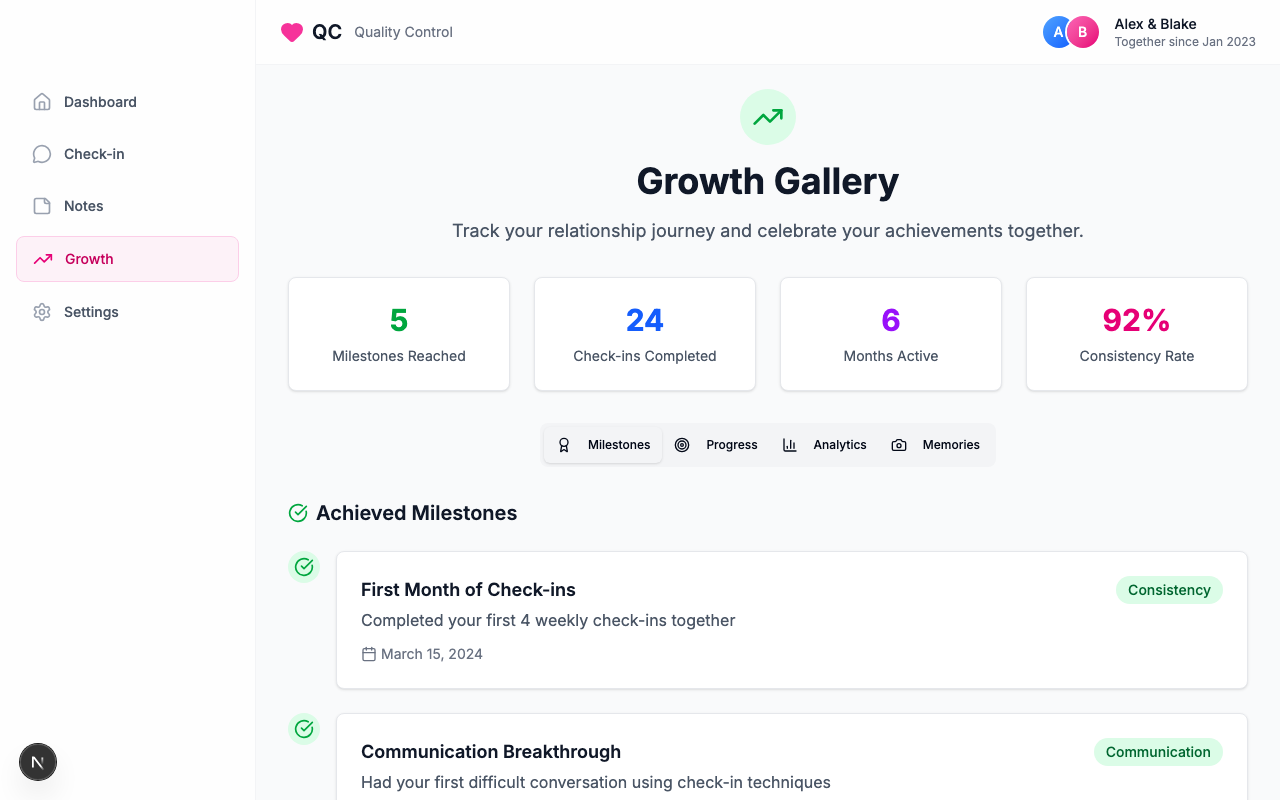 QC
Quality Control
A
B
Alex & Blake
Together since Jan 2023
Dashboard
Check-in
Notes
Growth
Settings
Growth Gallery
Track your relationship journey and celebrate your achievements together.
5
Milestones Reached
24
Check-ins Completed
6
Months Active
92%
Consistency Rate
Milestones
Progress
Analytics
Memories
Achieved Milestones
First Month of Check-ins
Consistency
Completed your first 4 weekly check-ins together
March 15, 2024
Communication Breakthrough
Communication
Had your first difficult conversation using check-in techniques
N